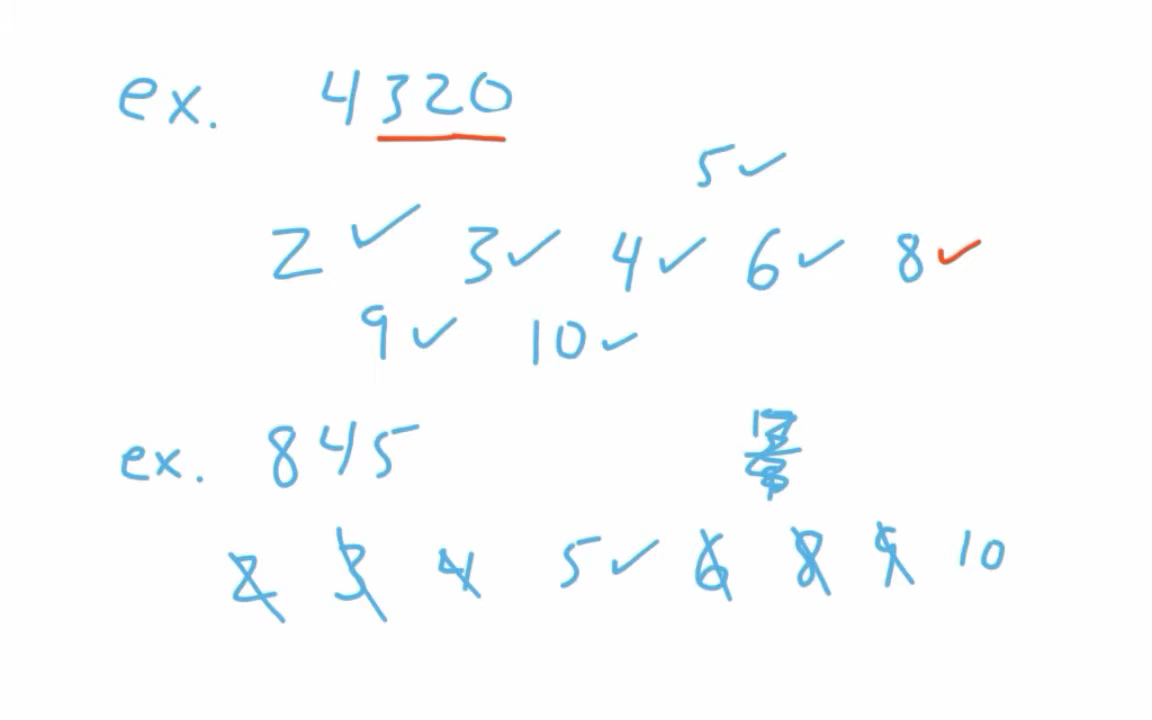 ex. 4320
5✓
2✓ 3✓ 4✓ 6✓ 8✓
9✓ 10✓
ex. 845
2 3 4 5✓ 6 8 9 10